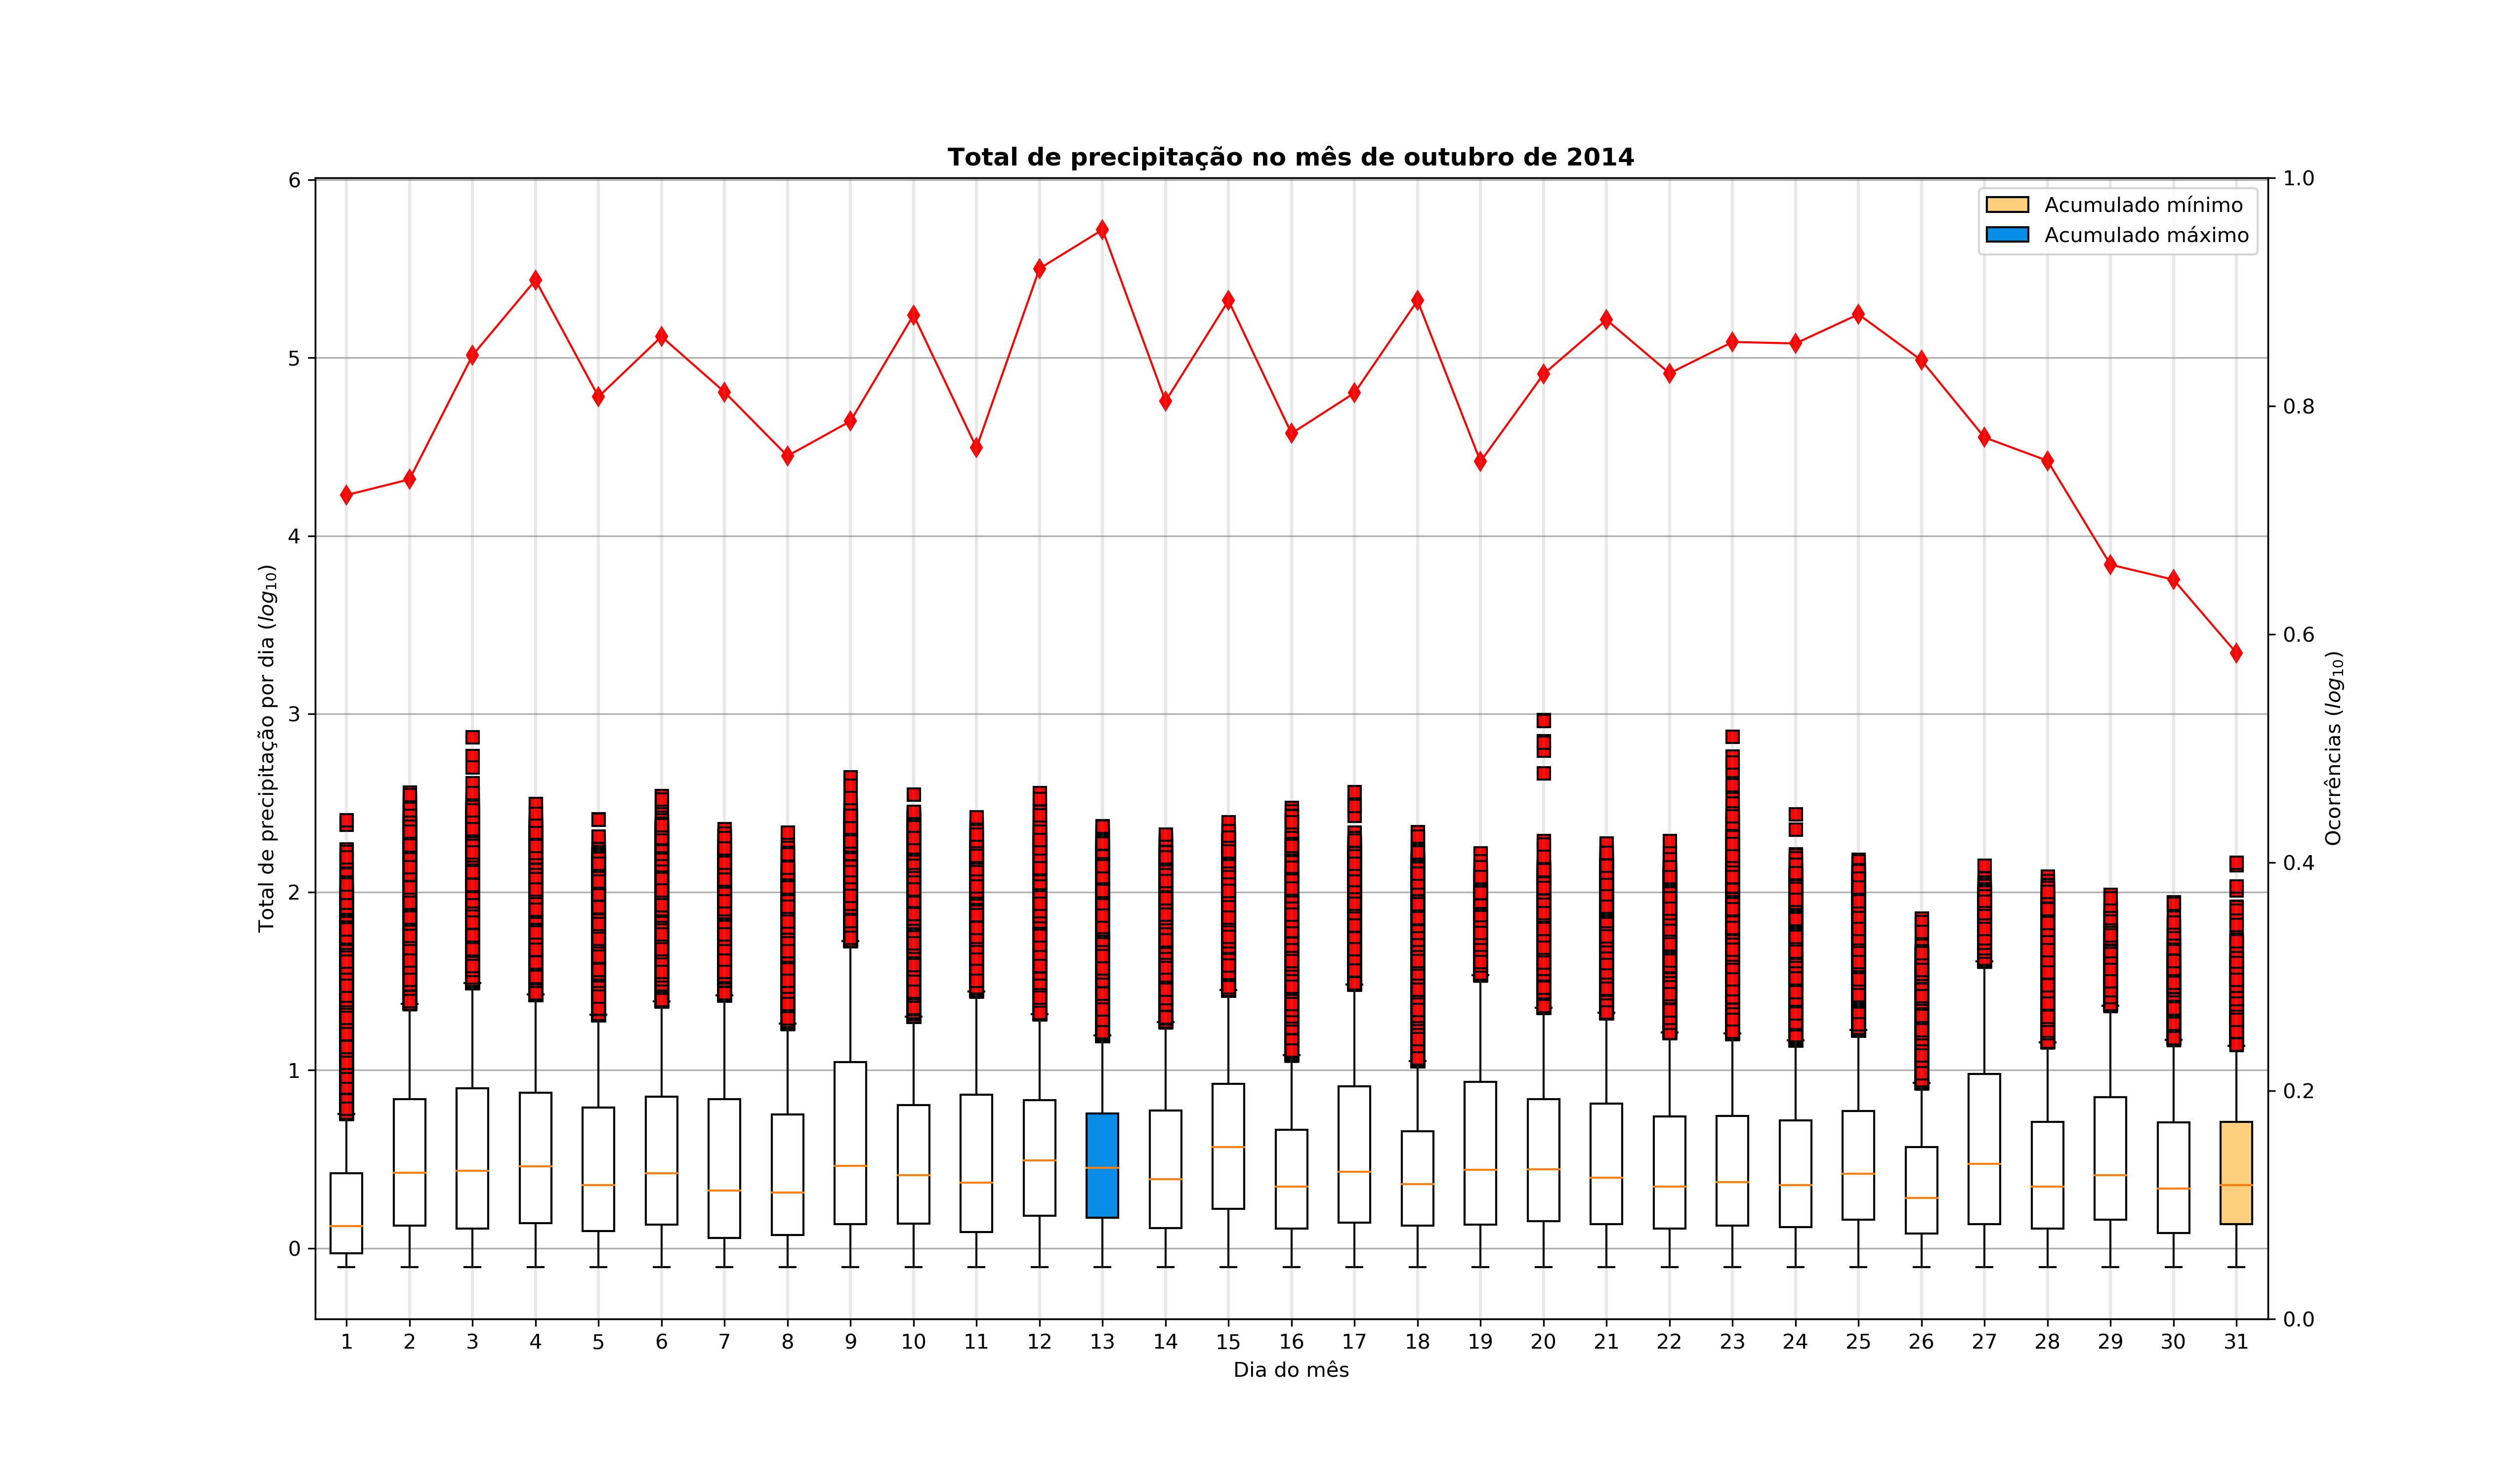 Total de precipitação no mês de outubro de 2014
Acumulado mínimo
Acumulado máximo
Total de precipitação por dia (log10)
6
5
4
3
2
1
0
Ocorrências (log10)
1.0
0.8
0.6
0.4
0.2
0.0
1 2 3 4 5 6 7 8 9 10 11 12 13 14 15 16 17 18 19 20 21 22 23 24 25 26 27 28 29 30 31
Dia do mês